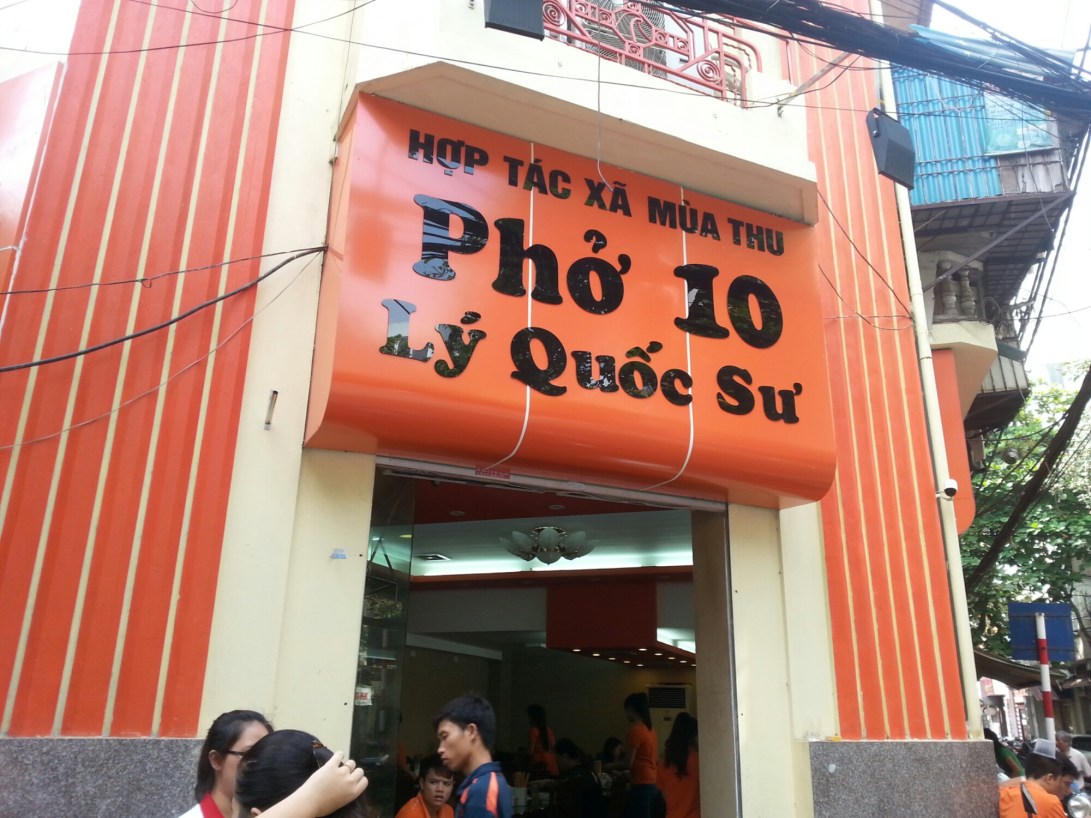 HỢP TÁC XÃ MÙA THU
Phở 10
Lý Quốc Sư